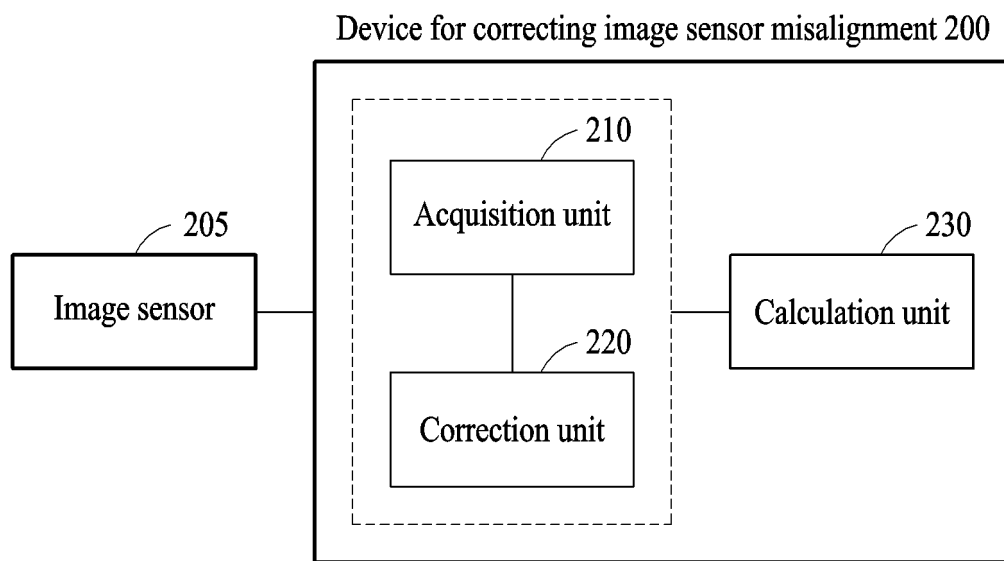 Device for correcting image sensor misalignment 200
210
Acquisition unit
205
Image sensor
230
Calculation unit
220
Correction unit